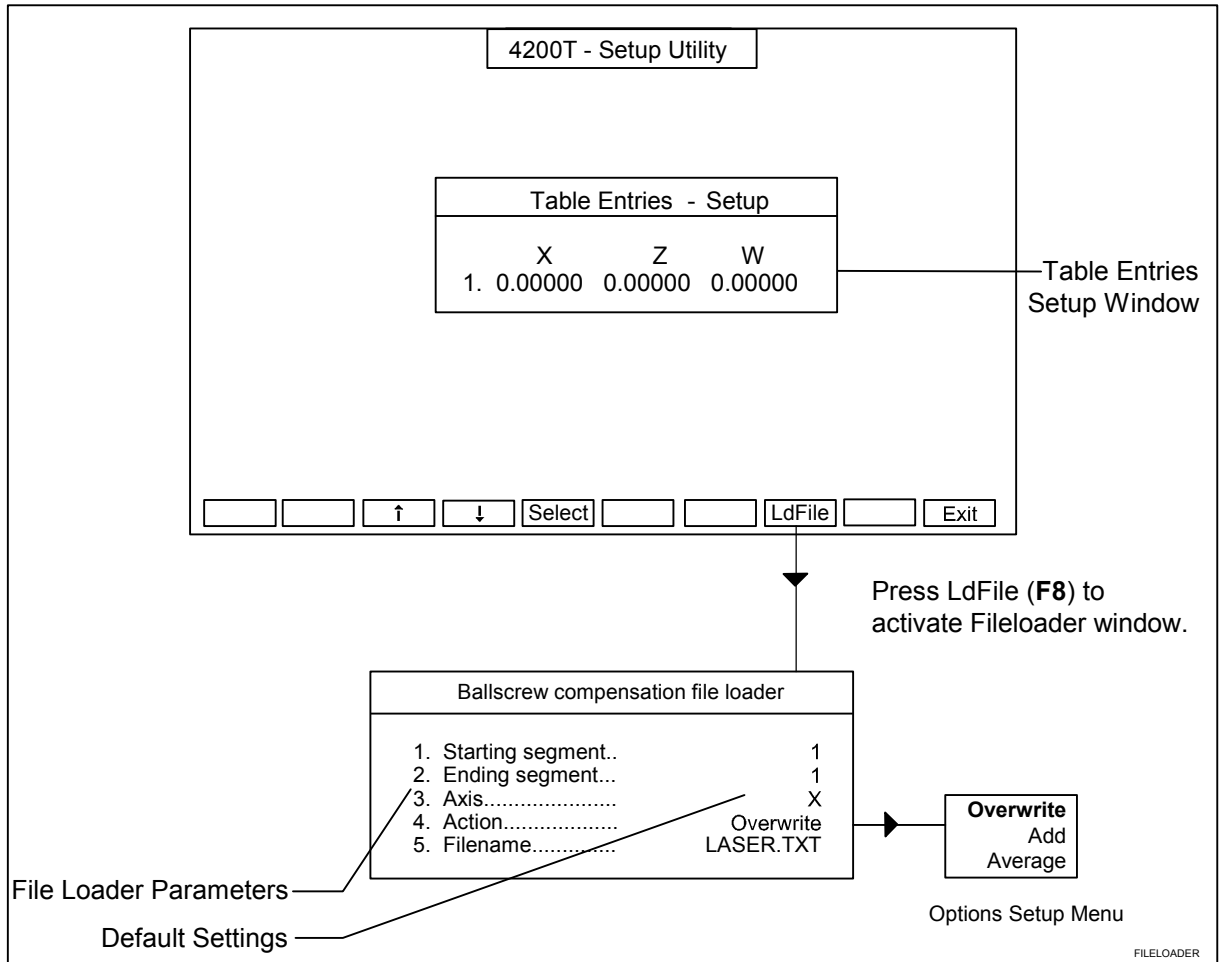 4200T - Setup Utility
Table Entries - Setup
X Z W
1. 0.00000 0.00000 0.00000
Table Entries
Setup Window
↑ ↓ Select LdFile Exit
Press LdFile (F8) to
activate Fileloader window.
Ballscrew compensation file loader
1. Starting segment.. 1
2. Ending segment... 1
3. Axis...................... X
4. Action................... Overwrite
5. Filename.............. LASER.TXT
Overwrite
Add
Average
Options Setup Menu
File Loader Parameters
Default Settings
FILELOADER